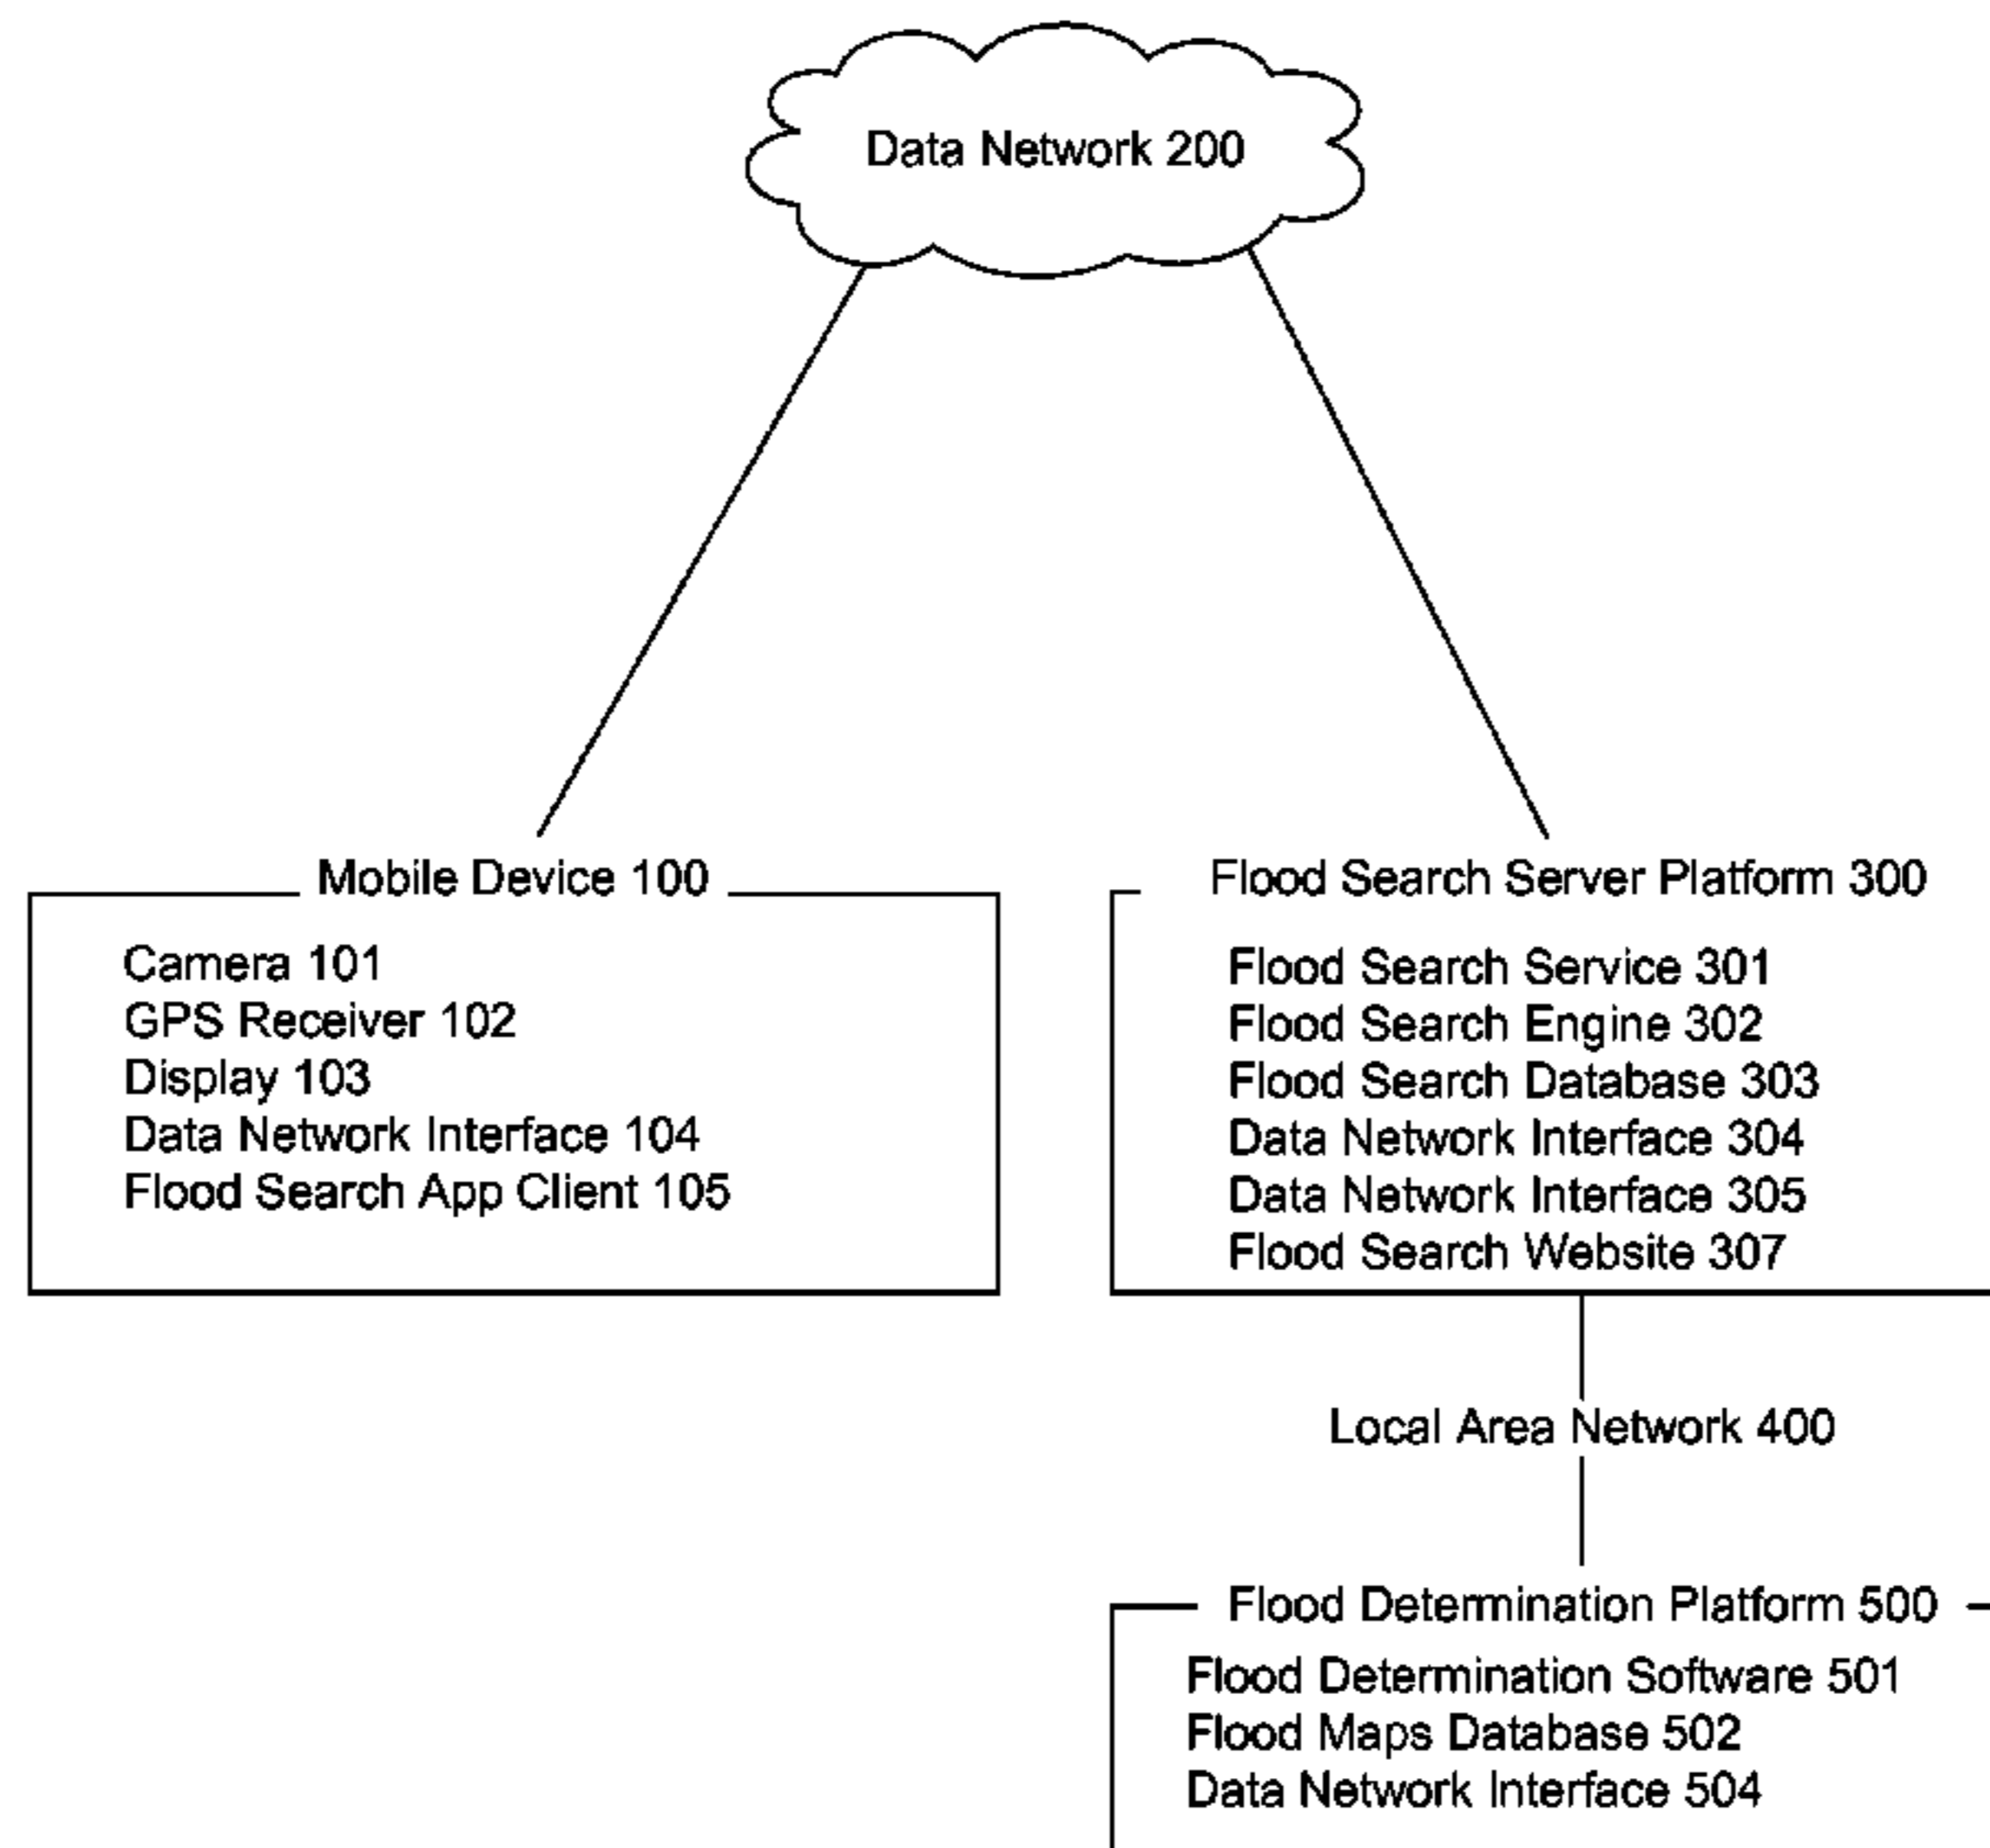 Data Network 200
Mobile Device 100
Camera 101
GPS Receiver 102
Display 103
Data Network Interface 104
Flood Search App Client 105
Flood Search Server Platform 300
Flood Search Service 301
Flood Search Engine 302
Flood Search Database 303
Data Network Interface 304
Data Network Interface 305
Flood Search Website 307
Local Area Network 400
Flood Determination Platform 500
Flood Determination Software 501
Flood Maps Database 502
Data Network Interface 504